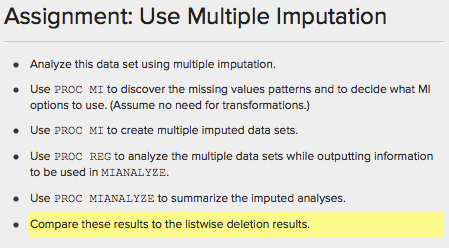 Assignment: Use Multiple Imputation
• Analyze this data set using multiple imputation.
• Use PROC MI to discover the missing values patterns and to decide what MI
options to use. (Assume no need for transformations.)
• Use PROC MI to create multiple imputed data sets.
• Use PROC REG to analyze the multiple data sets while outputting information
to be used in MIANALYZE.
• Use PROC MIANALYZE to summarize the imputed analyses.
• Compare these results to the listwise deletion results.